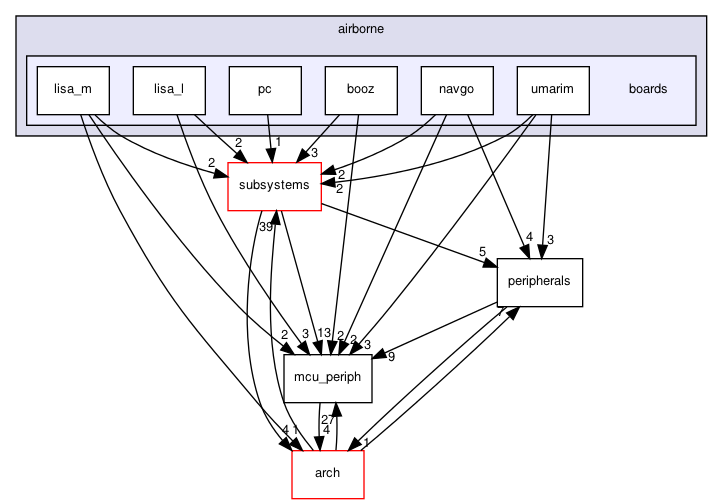 airborne
lisa_m
lisa_l
pc
booz
navgo
umarim
boards
2
2
1
3
2
2
subsystems
39
5
4
3
peripherals
7
2
3
13
2
2
3
9
mcu_periph
27
4
4
1
1
arch